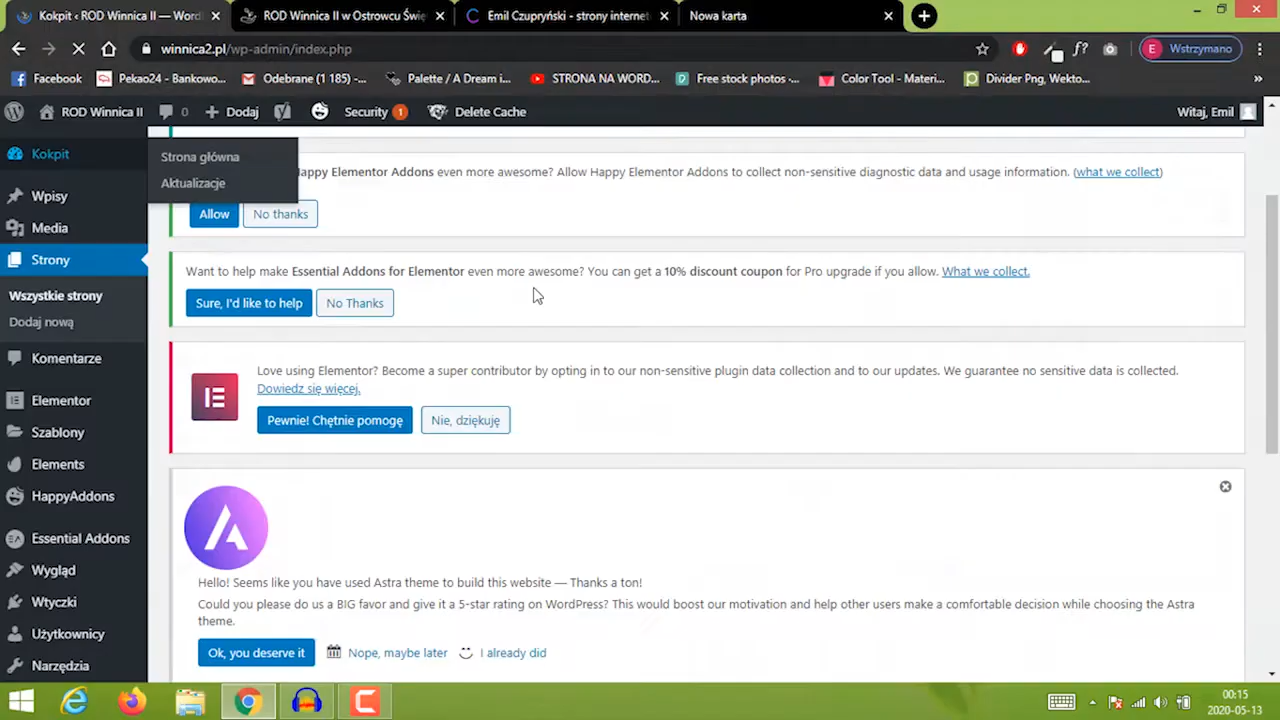 Kokpit ‹ ROD Winnica II — Word
ROD Winnica II w Ostrowcu Świę
Emil Czupryński - strony internet
Nowa karta
winnica2.pl/wp-admin/index.php
f?
E Wstrzymano
Facebook
Pekao24 - Bankowo...
Odebrane (1 185) -...
Palette / A Dream i...
STRONA NA WORD...
Free stock photos -...
Color Tool - Materi...
Divider Png, Wekto...
»
ROD Winnica II
0
Dodaj
Security 1
Delete Cache
Witaj, Emil
Kokpit
Strona główna
Aktualizacje
Wpisy
Media
Strony
Wszystkie strony
Dodaj nową
Komentarze
Elementor
Szablony
Elements
HappyAddons
Essential Addons
Wygląd
Wtyczki
Użytkownicy
Narzędzia
appy Elementor Addons even more awesome? Allow Happy Elementor Addons to collect non-sensitive diagnostic data and usage information. (what we collect)
Allow
No thanks
Want to help make Essential Addons for Elementor even more awesome? You can get a 10% discount coupon for Pro upgrade if you allow. What we collect.
Sure, I'd like to help
No Thanks
Love using Elementor? Become a super contributor by opting in to our non-sensitive plugin data collection and to our updates. We guarantee no sensitive data is collected.
Dowiedz się więcej.
Pewnie! Chętnie pomogę
Nie, dziękuję
Hello! Seems like you have used Astra theme to build this website — Thanks a ton!
Could you please do us a BIG favor and give it a 5-star rating on WordPress? This would boost our motivation and help other users make a comfortable decision while choosing the Astra
theme.
Ok, you deserve it
Nope, maybe later
I already did
00:15
2020-05-13